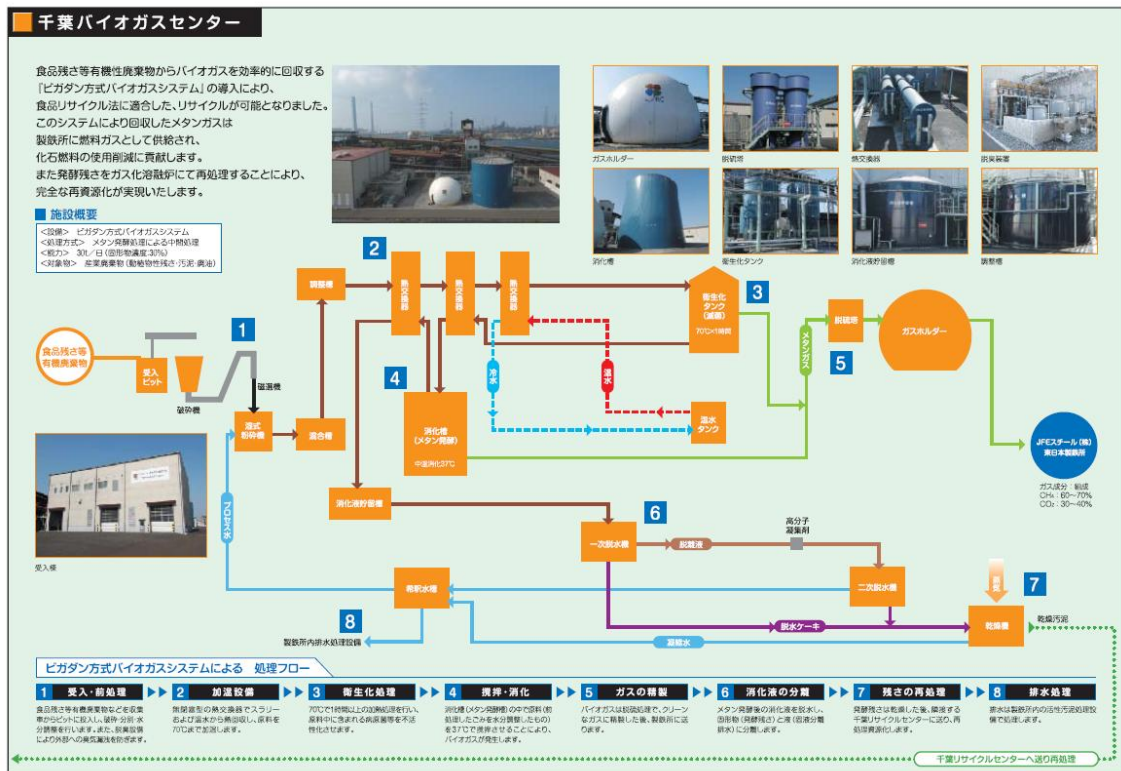 千葉バイオガスセンター
食品残さ等有機性廃棄物からバイオガスを効率的に回収する
「ビガダン方式バイオガスシステム」の導入により、
食品リサイクル法に適合した、リサイクルが可能となりました。
このシステムにより回収したメタンガスは
製鉄所に燃料ガスとして供給され、
化石燃料の使用削減に貢献します。
また発酵残さをガス化溶融炉にて再処理することにより、
完全な再資源化が実現いたします。
施設概要
<設備> ビガダン方式バイオガスシステム
<処理方式> メタン発酵処理による中間処理
<能力> 30t/日(固形物濃度:30%)
<対象物> 産業廃棄物(動植物性残さ・汚泥・廃油)
ガスホルダー
脱硫塔
熱交換器
脱臭装置
消化槽
衛生化タンク
消化液貯留槽
調整槽
1
2
3
4
5
6
7
8
食品残さ等
有機廃棄物
受入
ピット
破砕機
磁選機
湿式
粉砕機
混合槽
調整槽
熱交換器
熱交換器
熱交換器
衛生化
タンク
(滅菌)
70℃×1時間
冷水
温水
温水
タンク
消化槽
(メタン発酵)
中温消化37℃
メタンガス
脱硫塔
ガスホルダー
JFEスチール(株)
東日本製鉄所
ガス成分:組成
CH₄:60〜70%
CO₂:30〜40%
消化液貯留槽
一次脱水機
脱離液
高分子
凝集剤
二次脱水機
脱水ケーキ
蒸気
乾燥機
乾燥汚泥
凝縮水
希釈水槽
プロセス水
製鉄所内排水処理設備
受入棟
ビガダン方式バイオガスシステムによる 処理フロー
1 受入・前処理
食品残さ等有機廃棄物などを収集
車からピットに投入し、破砕・分別・水
分調整を行います。また、脱臭設備
により外部への臭気漏洩を防ぎます。
2 加温設備
無閉塞型の熱交換器でスラリー
および温水から熱回収し、原料を
70℃まで加温します。
3 衛生化処理
70℃で1時間以上の加熱処理を行い、
原料中に含まれる病原菌等を不活
性化させます。
4 攪拌・消化
消化槽(メタン発酵槽)の中で原料(前
処理したごみを水分調整したもの)
を37℃で攪拌させることにより、
バイオガスが発生します。
5 ガスの精製
バイオガスは脱硫処理で、クリーン
なガスに精製した後、製鉄所に送
ります。
6 消化液の分離
メタン発酵後の消化液を脱水し、
固形物(発酵残さ)と液(固液分離
排水)に分離します。
7 残さの再処理
発酵残さは乾燥した後、隣接する
千葉リサイクルセンターに送り、再
処理資源化します。
8 排水処理
排水は製鉄所内の活性汚泥処理設
備で処理します。
千葉リサイクルセンターへ送り再処理